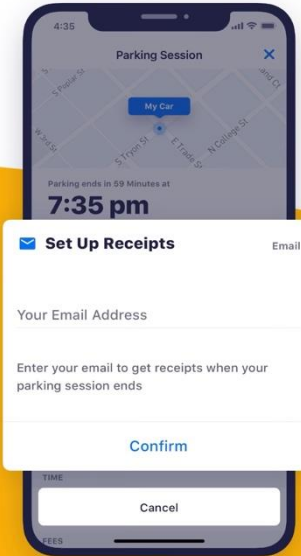 4:35
Parking Session
S Poplar St
My Car
W 3rd St
S Tryon St
E Trade St
N College St
Parking ends in 59 Minutes at
7:35 pm
Set Up Receipts
Email
Your Email Address
Enter your email to get receipts when your
parking session ends
Confirm
TIME
Cancel
FEES